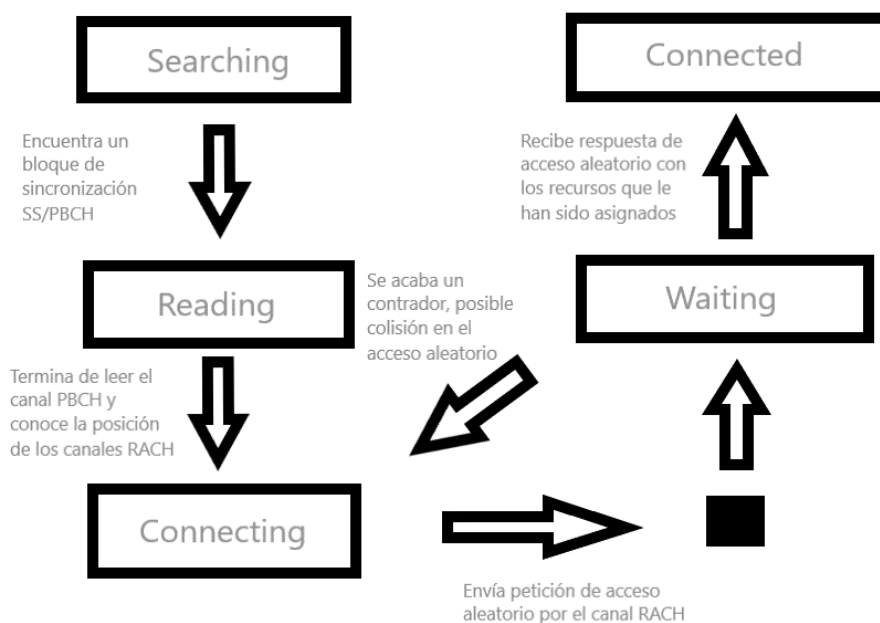 Searching
Encuentra un
bloque de
sincronización
SS/PBCH
Reading
Termina de leer el
canal PBCH y
conoce la posición
de los canales RACH
Connecting
Envía petición de acceso
aleatorio por el canal RACH
Se acaba un
contrador, posible
colisión en el
acceso aleatorio
Waiting
Recibe respuesta de
acceso aleatorio con
los recursos que le
han sido asignados
Connected